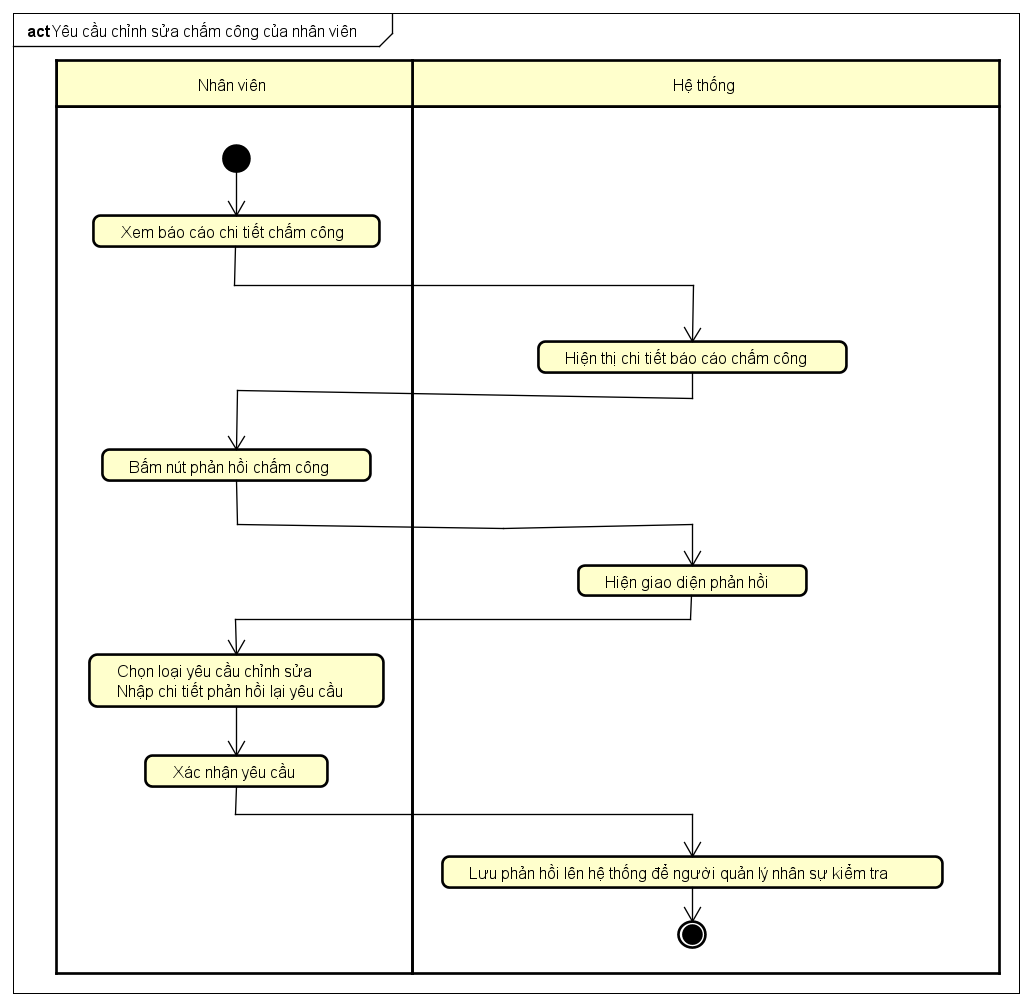 act Yêu cầu chỉnh sửa chấm công của nhân viên
Nhân viên
Hệ thống
Xem báo cáo chi tiết chấm công
Hiện thị chi tiết báo cáo chấm công
Bấm nút phản hồi chấm công
Hiện giao diện phản hồi
Chọn loại yêu cầu chỉnh sửa
Nhập chi tiết phản hồi lại yêu cầu
Xác nhận yêu cầu
Lưu phản hồi lên hệ thống để người quản lý nhân sự kiểm tra